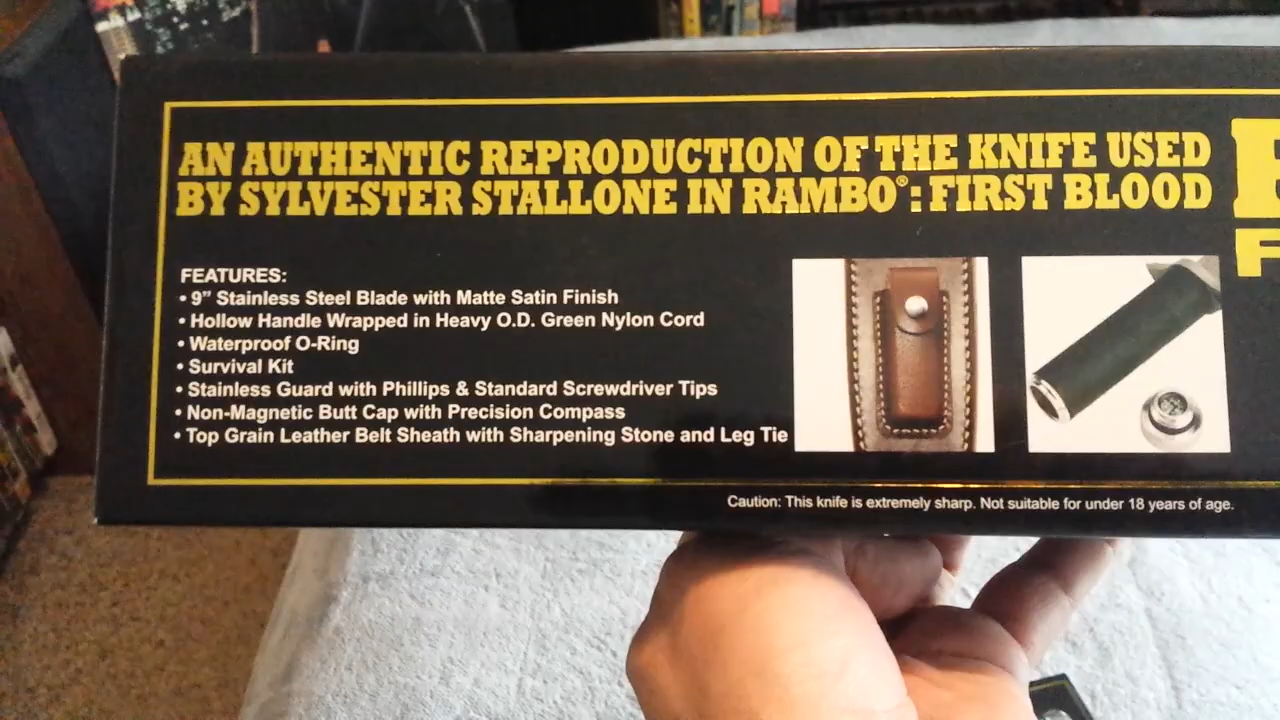 AN AUTHENTIC REPRODUCTION OF THE KNIFE USED
BY SYLVESTER STALLONE IN RAMBO®: FIRST BLOOD
FEATURES:
• 9” Stainless Steel Blade with Matte Satin Finish
• Hollow Handle Wrapped in Heavy O.D. Green Nylon Cord
• Waterproof O-Ring
• Survival Kit
• Stainless Guard with Phillips & Standard Screwdriver Tips
• Non-Magnetic Butt Cap with Precision Compass
• Top Grain Leather Belt Sheath with Sharpening Stone and Leg Tie
Caution: This knife is extremely sharp. Not suitable for under 18 years of age.